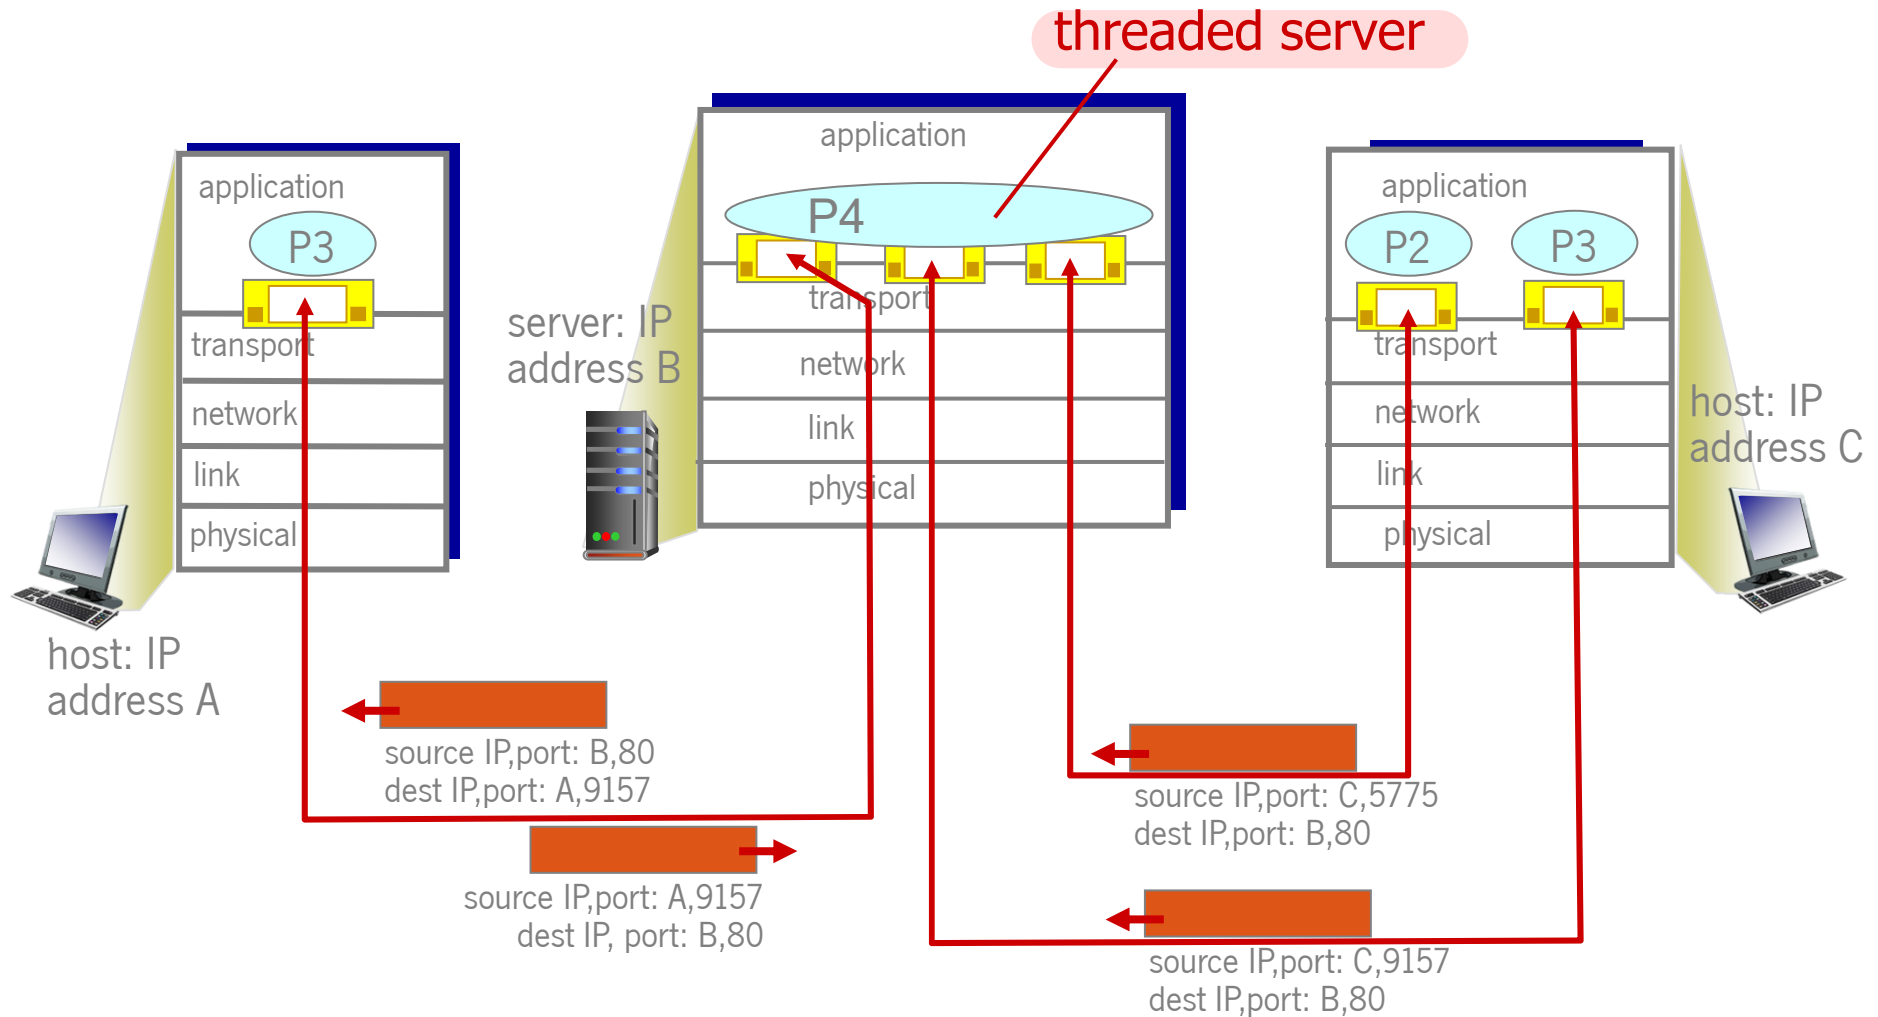 threaded server
application
P3
transport
network
link
physical
host: IP
address A
server: IP
address B
application
P4
transport
network
link
physical
application
P2
P3
transport
network
link
physical
host: IP
address C
source IP,port: B,80
dest IP,port: A,9157
source IP,port: A,9157
dest IP, port: B,80
source IP,port: C,5775
dest IP,port: B,80
source IP,port: C,9157
dest IP,port: B,80